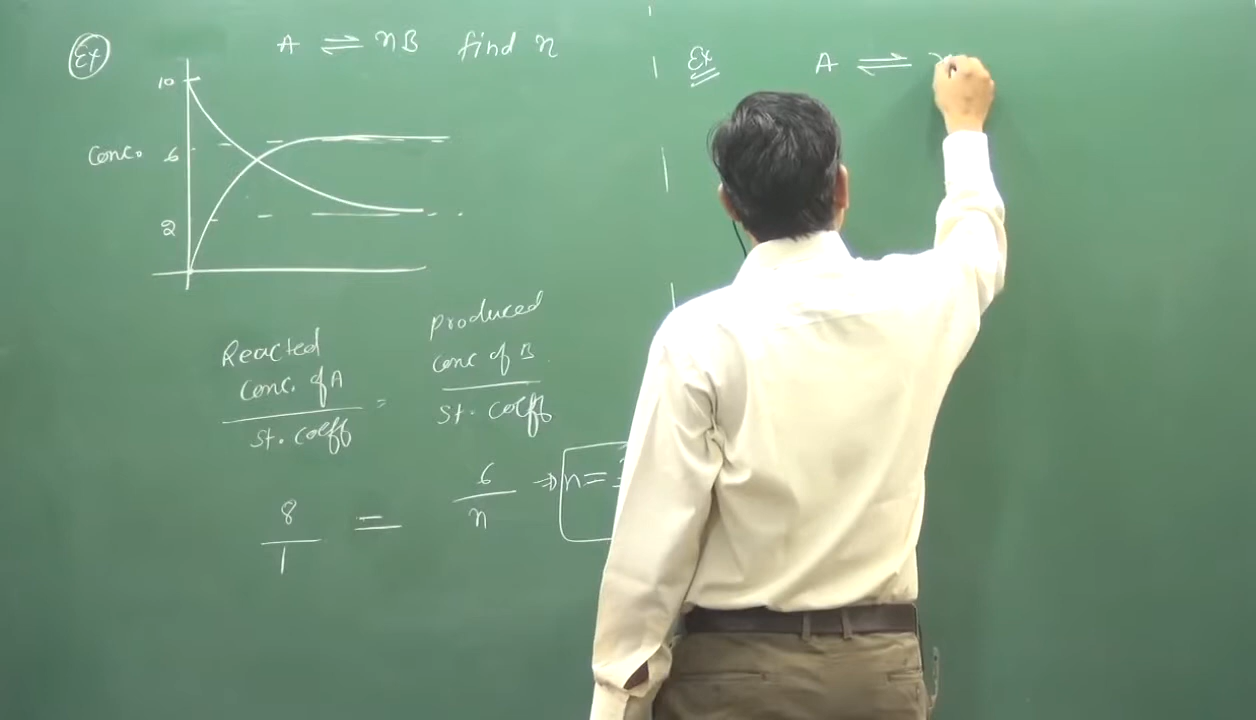 Ex A ⇌ nB find n
10
Conc. 6
2
Reacted
conc. of A
st. coeff
=
Produced
conc of B
st. coeff
8/1 = 6/n ⇒ n =
Ex A ⇌